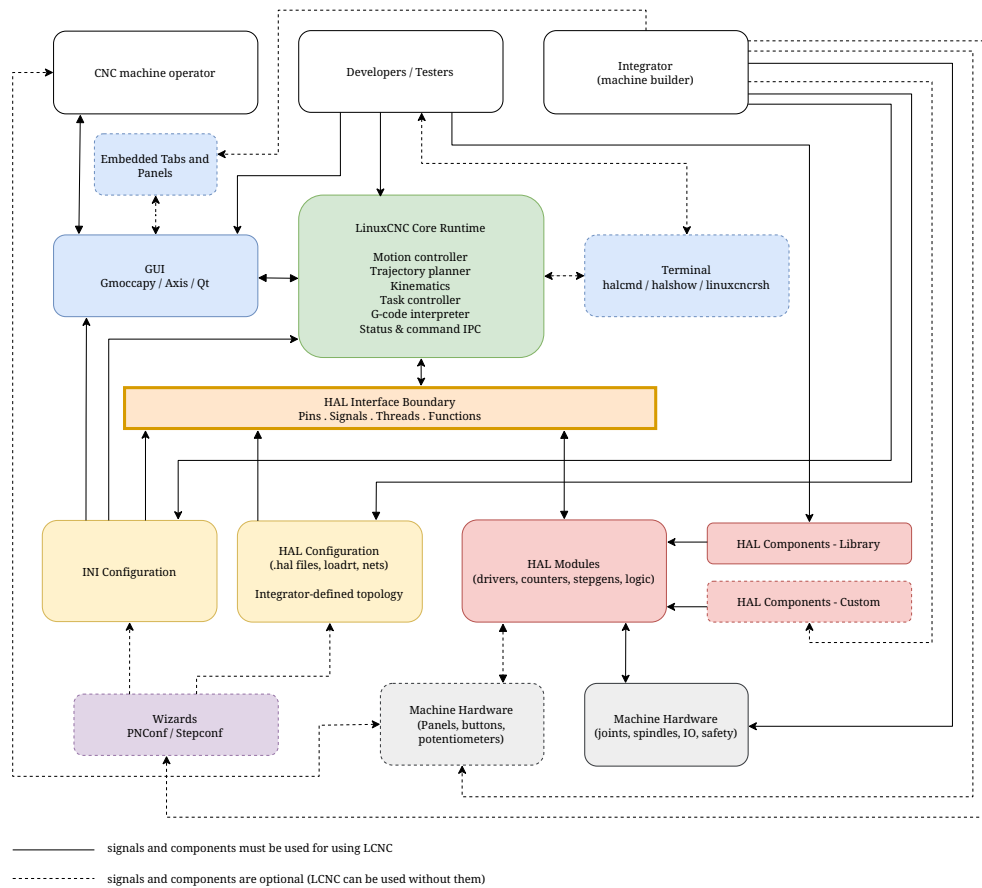 CNC machine operator
Developers / Testers
Integrator
(machine builder)
Embedded Tabs and
Panels
LinuxCNC Core Runtime
Motion controller
Trajectory planner
Kinematics
Task controller
G-code interpreter
Status & command IPC
GUI
Gmoccapy / Axis / Qt
Terminal
halcmd / halshow / linuxcncrsh
HAL Interface Boundary
Pins . Signals . Threads . Functions
INI Configuration
HAL Configuration
(.hal files, loadrt, nets)
Integrator-defined topology
HAL Modules
(drivers, counters, stepgens, logic)
HAL Components - Library
HAL Components - Custom
Wizards
PNConf / Stepconf
Machine Hardware
(Panels, buttons,
potentiometers)
Machine Hardware
(joints, spindles, IO, safety)
signals and components must be used for using LCNC
signals and components are optional (LCNC can be used without them)